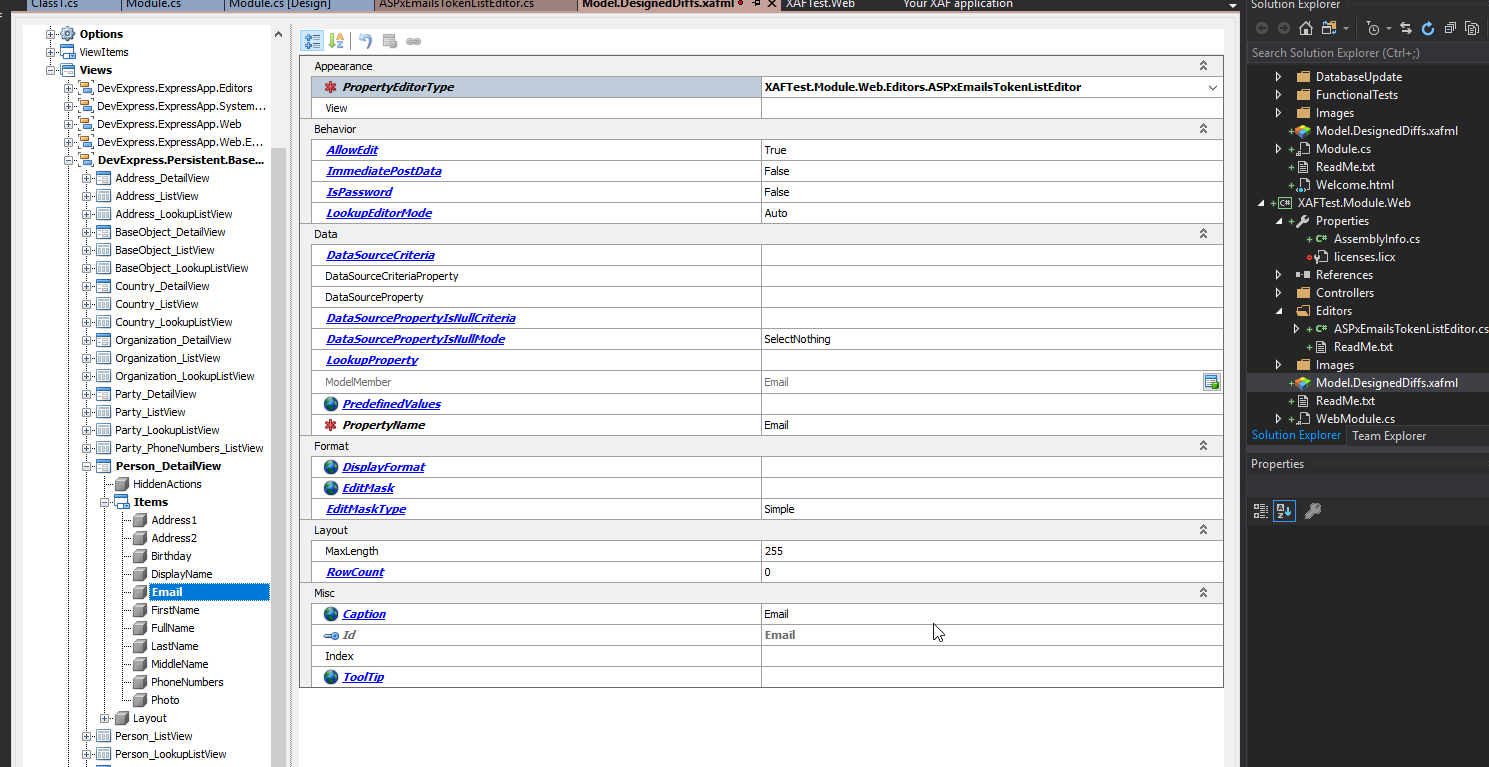 Class1.cs
Module.cs
Module.cs [Design]
ASPxEmailsTokenListEditor.cs
Model.DesignedDiffs.xafml
XAFTest.Web
Your XAF application
Options
ViewItems
Views
DevExpress.ExpressApp.Editors
DevExpress.ExpressApp.System...
DevExpress.ExpressApp.Web
DevExpress.ExpressApp.Web.E...
DevExpress.Persistent.Base...
Address_DetailView
Address_ListView
Address_LookupListView
BaseObject_DetailView
BaseObject_ListView
BaseObject_LookupListView
Country_DetailView
Country_ListView
Country_LookupListView
Organization_DetailView
Organization_ListView
Organization_LookupListView
Party_DetailView
Party_ListView
Party_LookupListView
Party_PhoneNumbers_ListView
Person_DetailView
HiddenActions
Items
Address1
Address2
Birthday
DisplayName
Email
FirstName
FullName
LastName
MiddleName
PhoneNumbers
Photo
Layout
Person_ListView
Person_LookupListView
Appearance
PropertyEditorType XAFTest.Module.Web.Editors.ASPxEmailsTokenListEditor
View
Behavior
AllowEdit True
ImmediatePostData False
IsPassword False
LookupEditorMode Auto
Data
DataSourceCriteria
DataSourceCriteriaProperty
DataSourceProperty
DataSourcePropertyIsNullCriteria
DataSourcePropertyIsNullMode SelectNothing
LookupProperty
ModelMember Email
PredefinedValues
PropertyName Email
Format
DisplayFormat
EditMask
EditMaskType Simple
Layout
MaxLength 255
RowCount 0
Misc
Caption Email
Id Email
Index
ToolTip
Solution Explorer
Search Solution Explorer (Ctrl+;)
DatabaseUpdate
FunctionalTests
Images
Model.DesignedDiffs.xafml
Module.cs
ReadMe.txt
Welcome.html
XAFTest.Module.Web
Properties
AssemblyInfo.cs
licenses.licx
References
Controllers
Editors
ASPxEmailsTokenListEditor.cs
ReadMe.txt
Images
Model.DesignedDiffs.xafml
ReadMe.txt
WebModule.cs
Solution Explorer Team Explorer
Properties